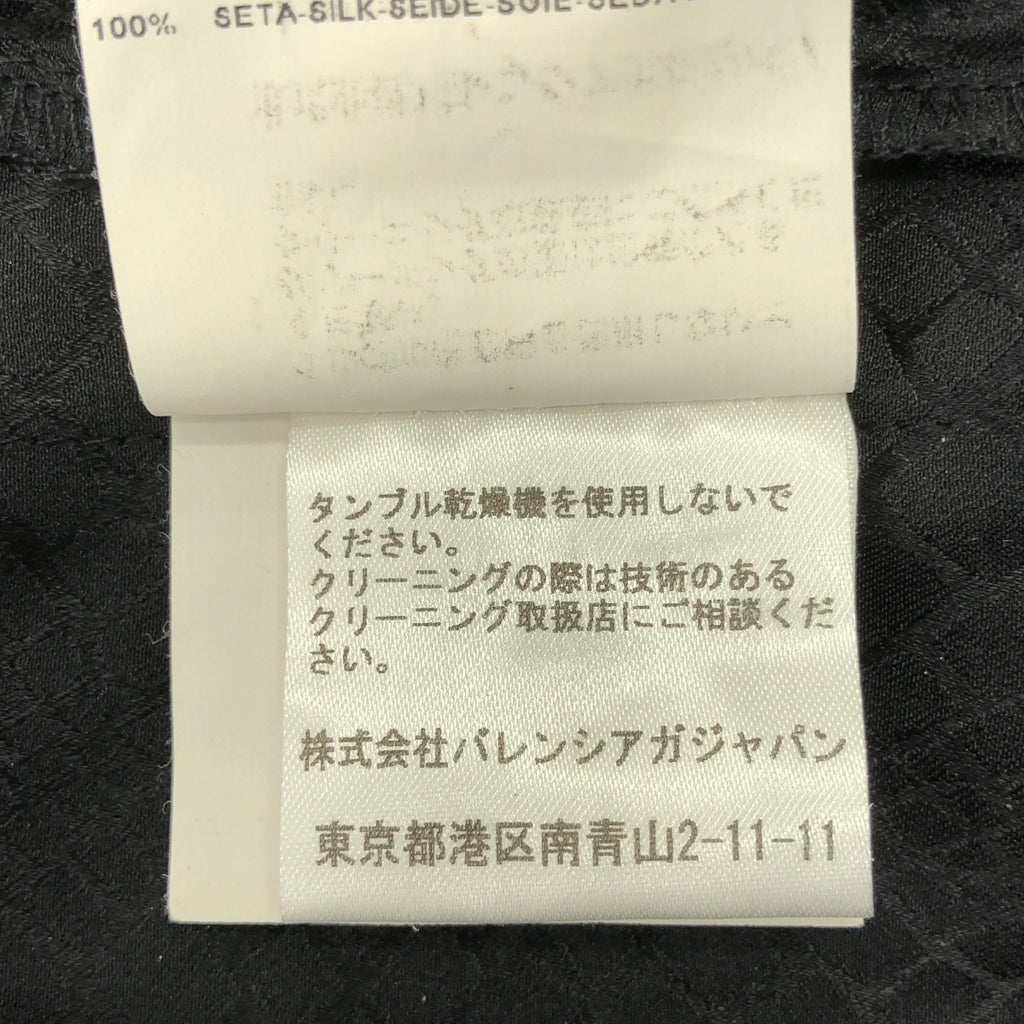 100% SETA-SILK-SEIDE-SOIE-SEDA
タンブル乾燥機を使用しないで
ください。
クリーニングの際は技術のある
クリーニング取扱店にご相談くだ
さい。
株式会社バレンシアガジャパン
東京都港区南青山2-11-11